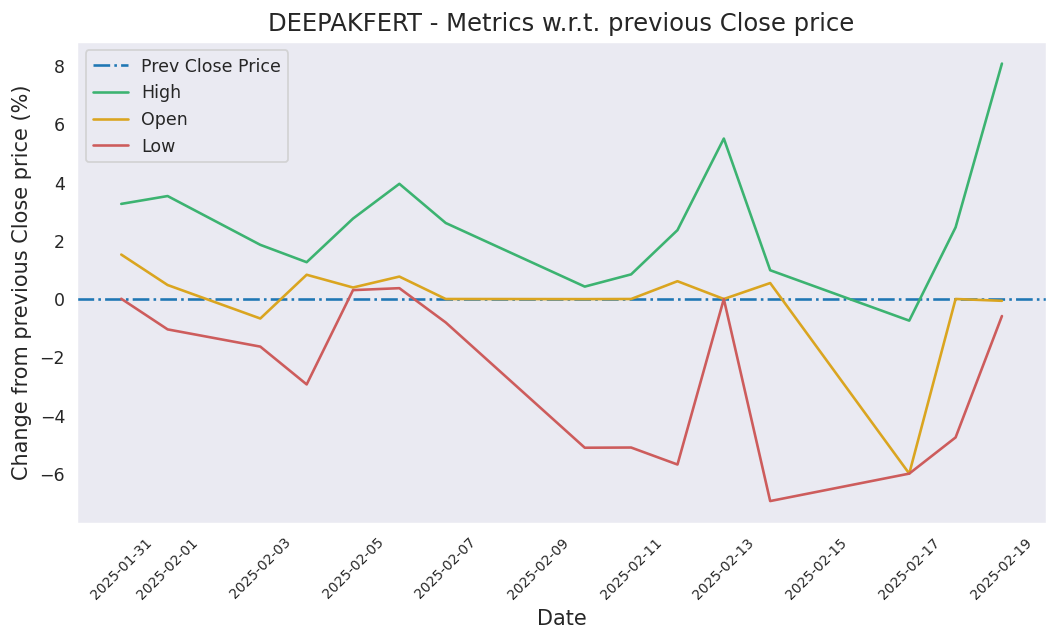 DEEPAKFERT - Metrics w.r.t. previous Close price
Prev Close Price
High
Open
Low
Change from previous Close price (%)
8
6
4
2
0
−2
−4
−6
2025-01-31
2025-02-01
2025-02-03
2025-02-05
2025-02-07
2025-02-09
2025-02-11
2025-02-13
2025-02-15
2025-02-17
2025-02-19
Date